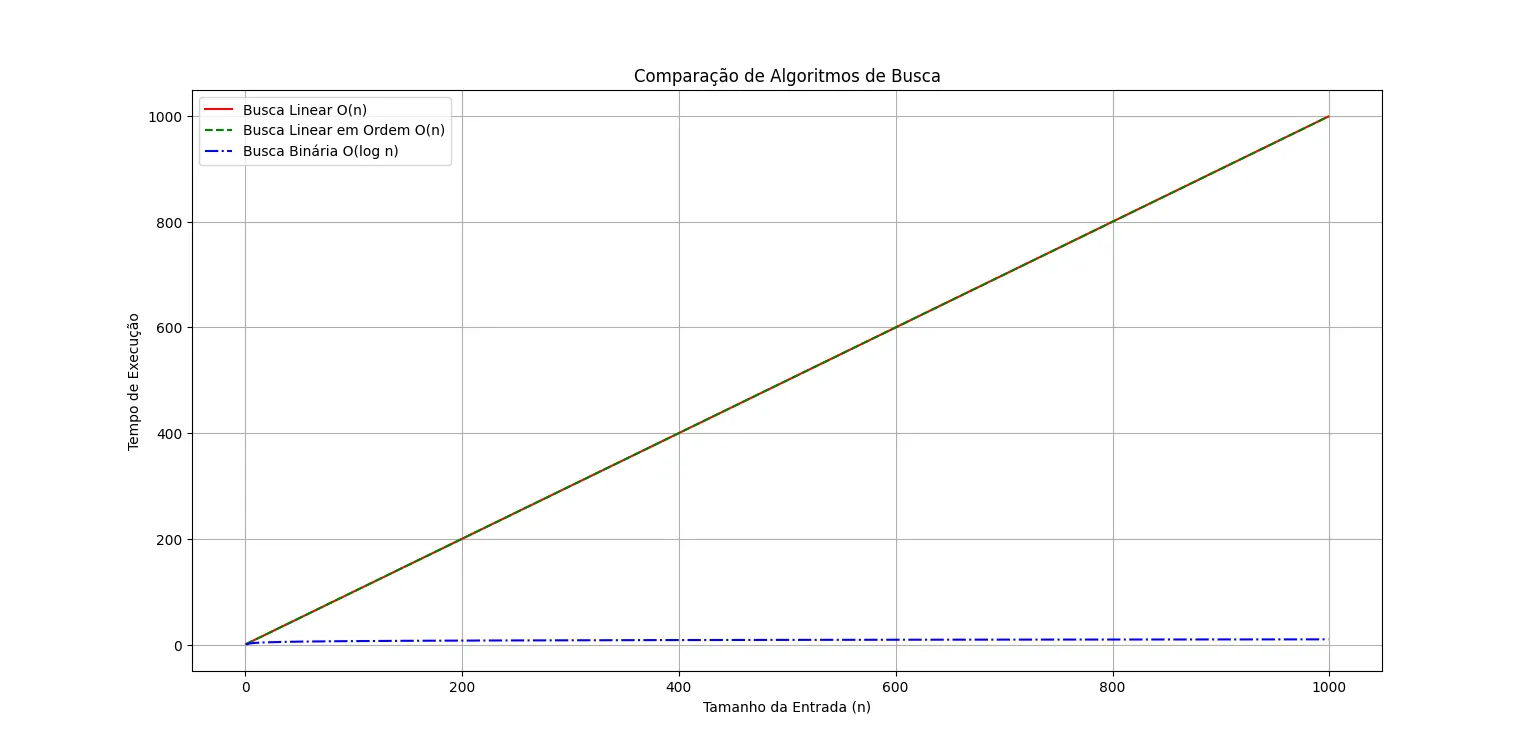 Comparação de Algoritmos de Busca
Busca Linear O(n)
Busca Linear em Ordem O(n)
Busca Binária O(log n)
Tempo de Execução
1000
800
600
400
200
0
0 200 400 600 800 1000
Tamanho da Entrada (n)